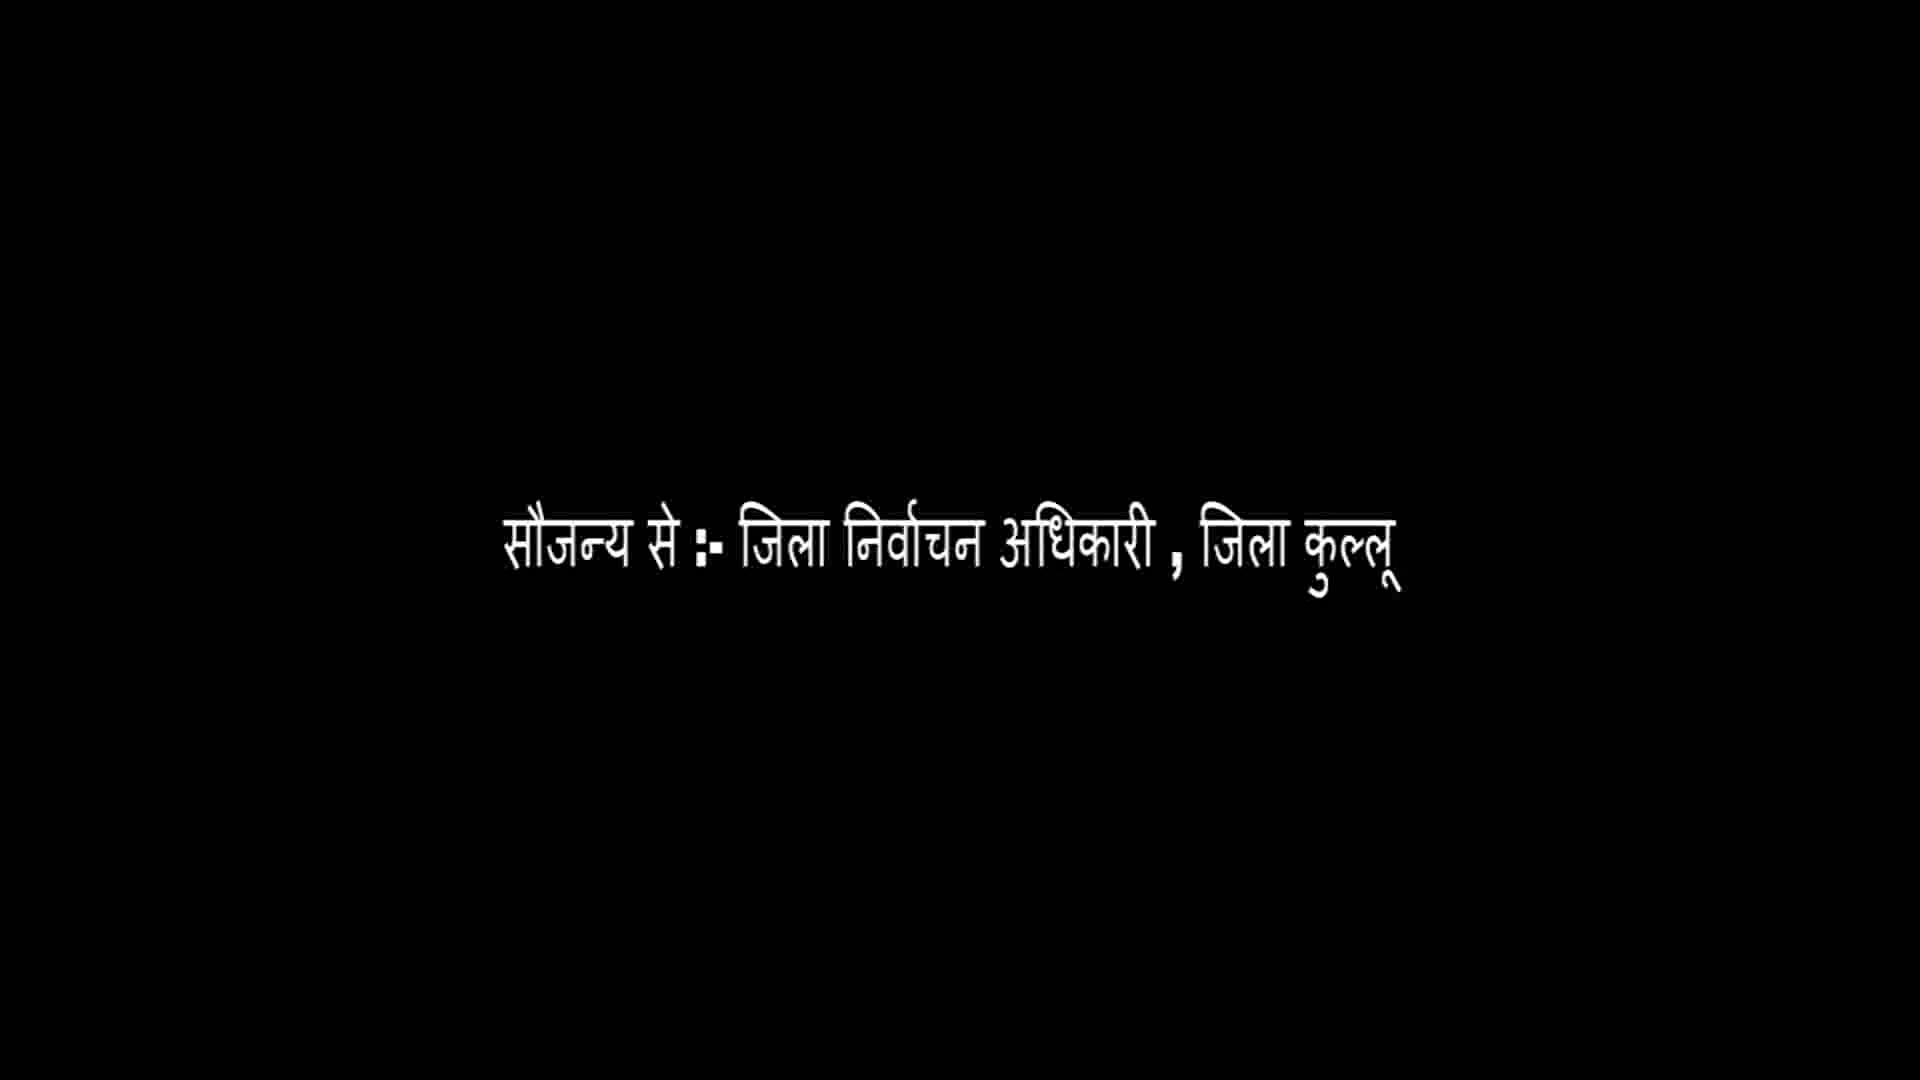 सौजन्य से :- जिला निर्वाचन अधिकारी , जिला कुल्लू